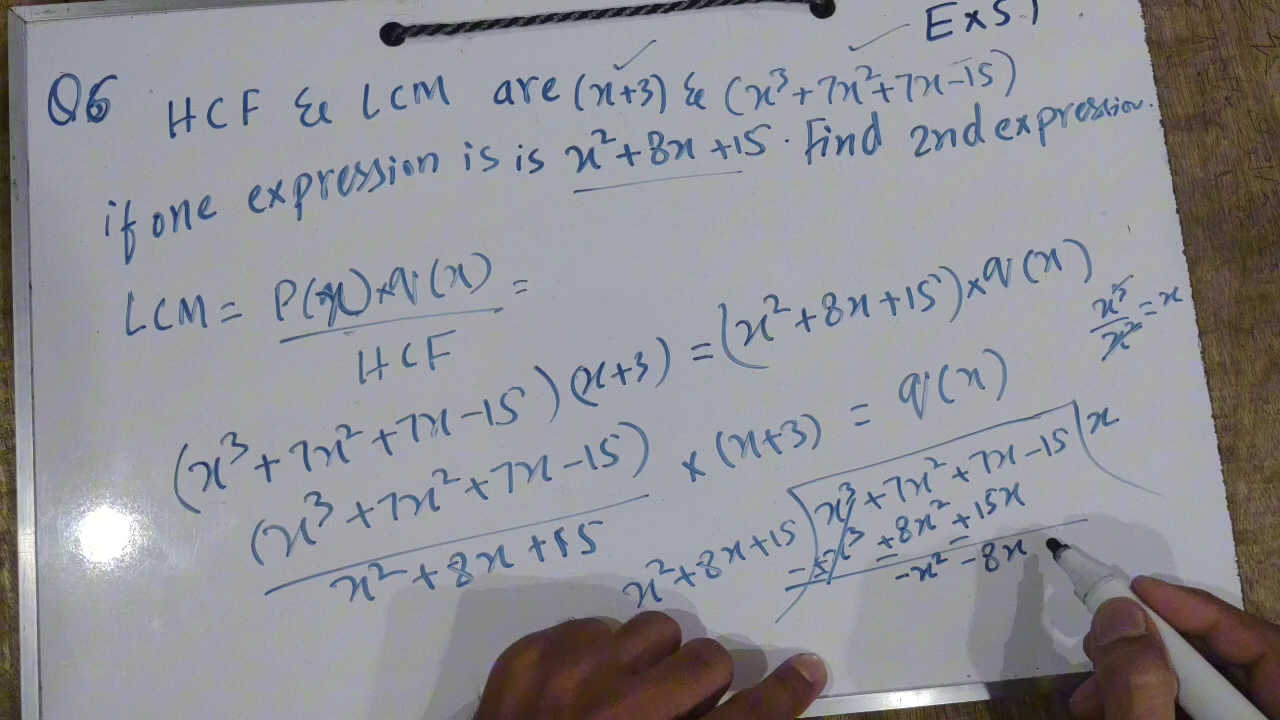 Ex 5.1
Q6 HCF & LCM are (x+3) & (x³+7x²+7x-15)
if one expression is is x²+8x+15. Find 2nd expression.
LCM = P(x)×q(x) / HCF =
(x³+7x²+7x-15)(x+3) = (x²+8x+15)×q(x)
x³/x² = x
(x³+7x²+7x-15) / x²+8x+15 × (x+3) = q(x)
x²+8x+15 ) x³+7x²+7x-15 ( x
x³+8x²+15x
-x²-8x